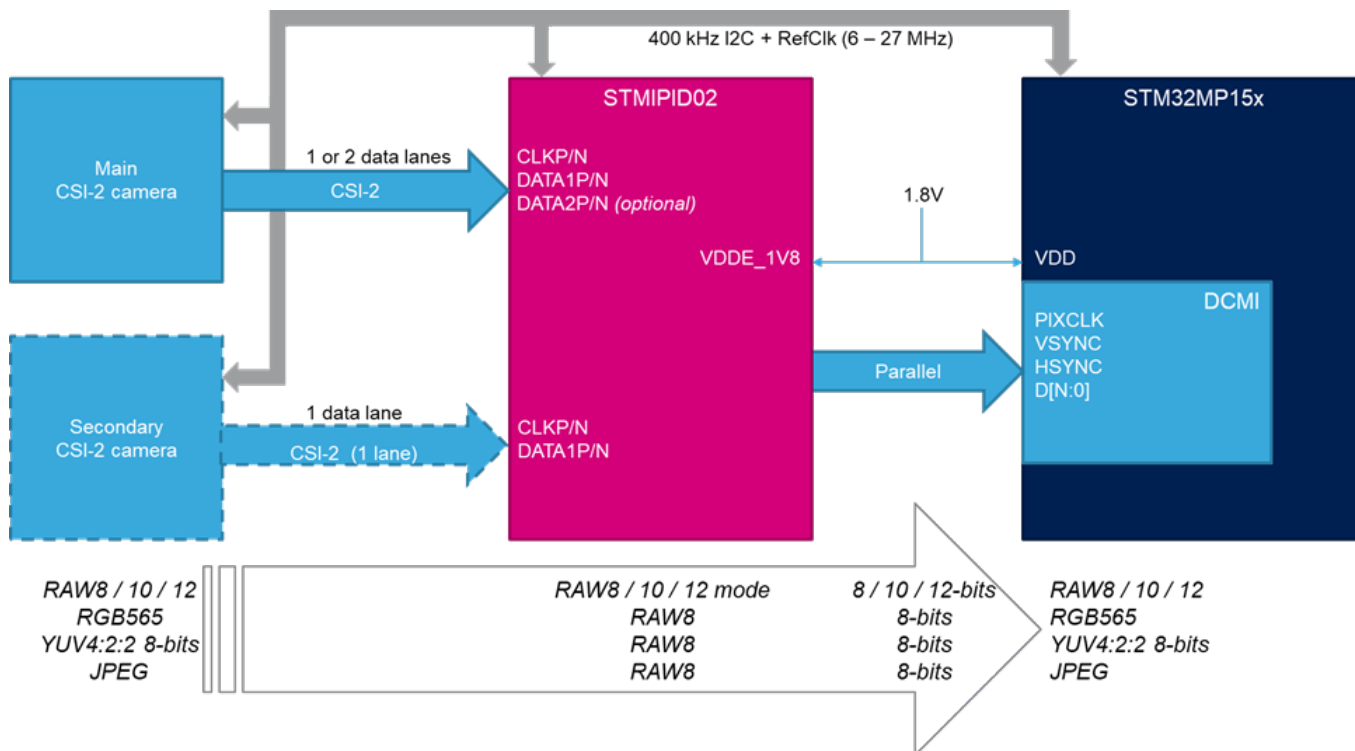 400 kHz I2C + RefClk (6 – 27 MHz)
Main
CSI-2 camera
1 or 2 data lanes
CSI-2
STMIPID02
CLKP/N
DATA1P/N
DATA2P/N (optional)
VDDE_1V8
1.8V
STM32MP15x
VDD
DCMI
PIXCLK
VSYNC
HSYNC
D[N:0]
Parallel
Secondary
CSI-2 camera
1 data lane
CSI-2 (1 lane)
CLKP/N
DATA1P/N
RAW8 / 10 / 12 RAW8 / 10 / 12 mode 8 / 10 / 12-bits RAW8 / 10 / 12
RGB565 RAW8 8-bits RGB565
YUV4:2:2 8-bits RAW8 8-bits YUV4:2:2 8-bits
JPEG RAW8 8-bits JPEG